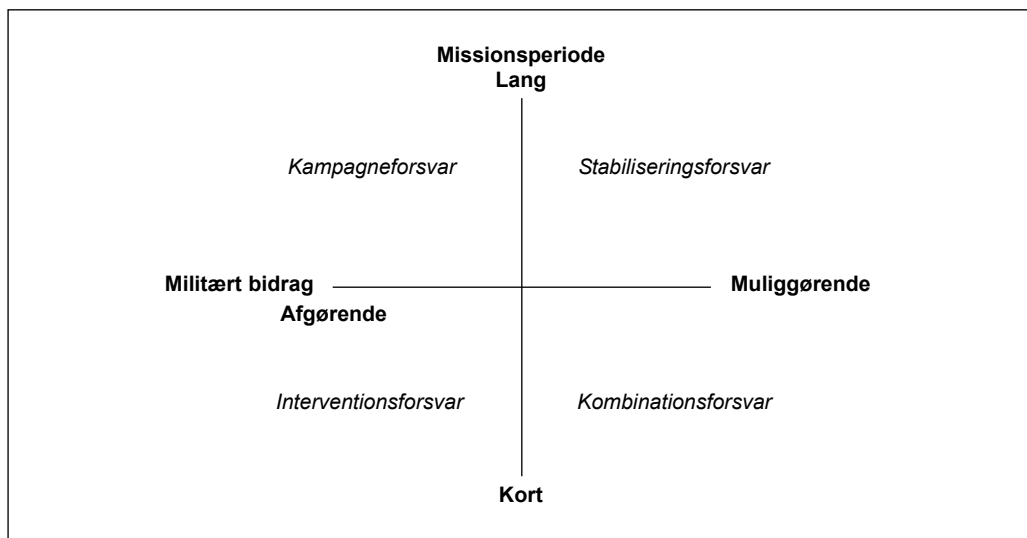 Missionsperiode
Lang
Kampagneforsvar
Stabiliseringsforsvar
Militært bidrag
Muliggørende
Afgørende
Interventionsforsvar
Kombinationsforsvar
Kort